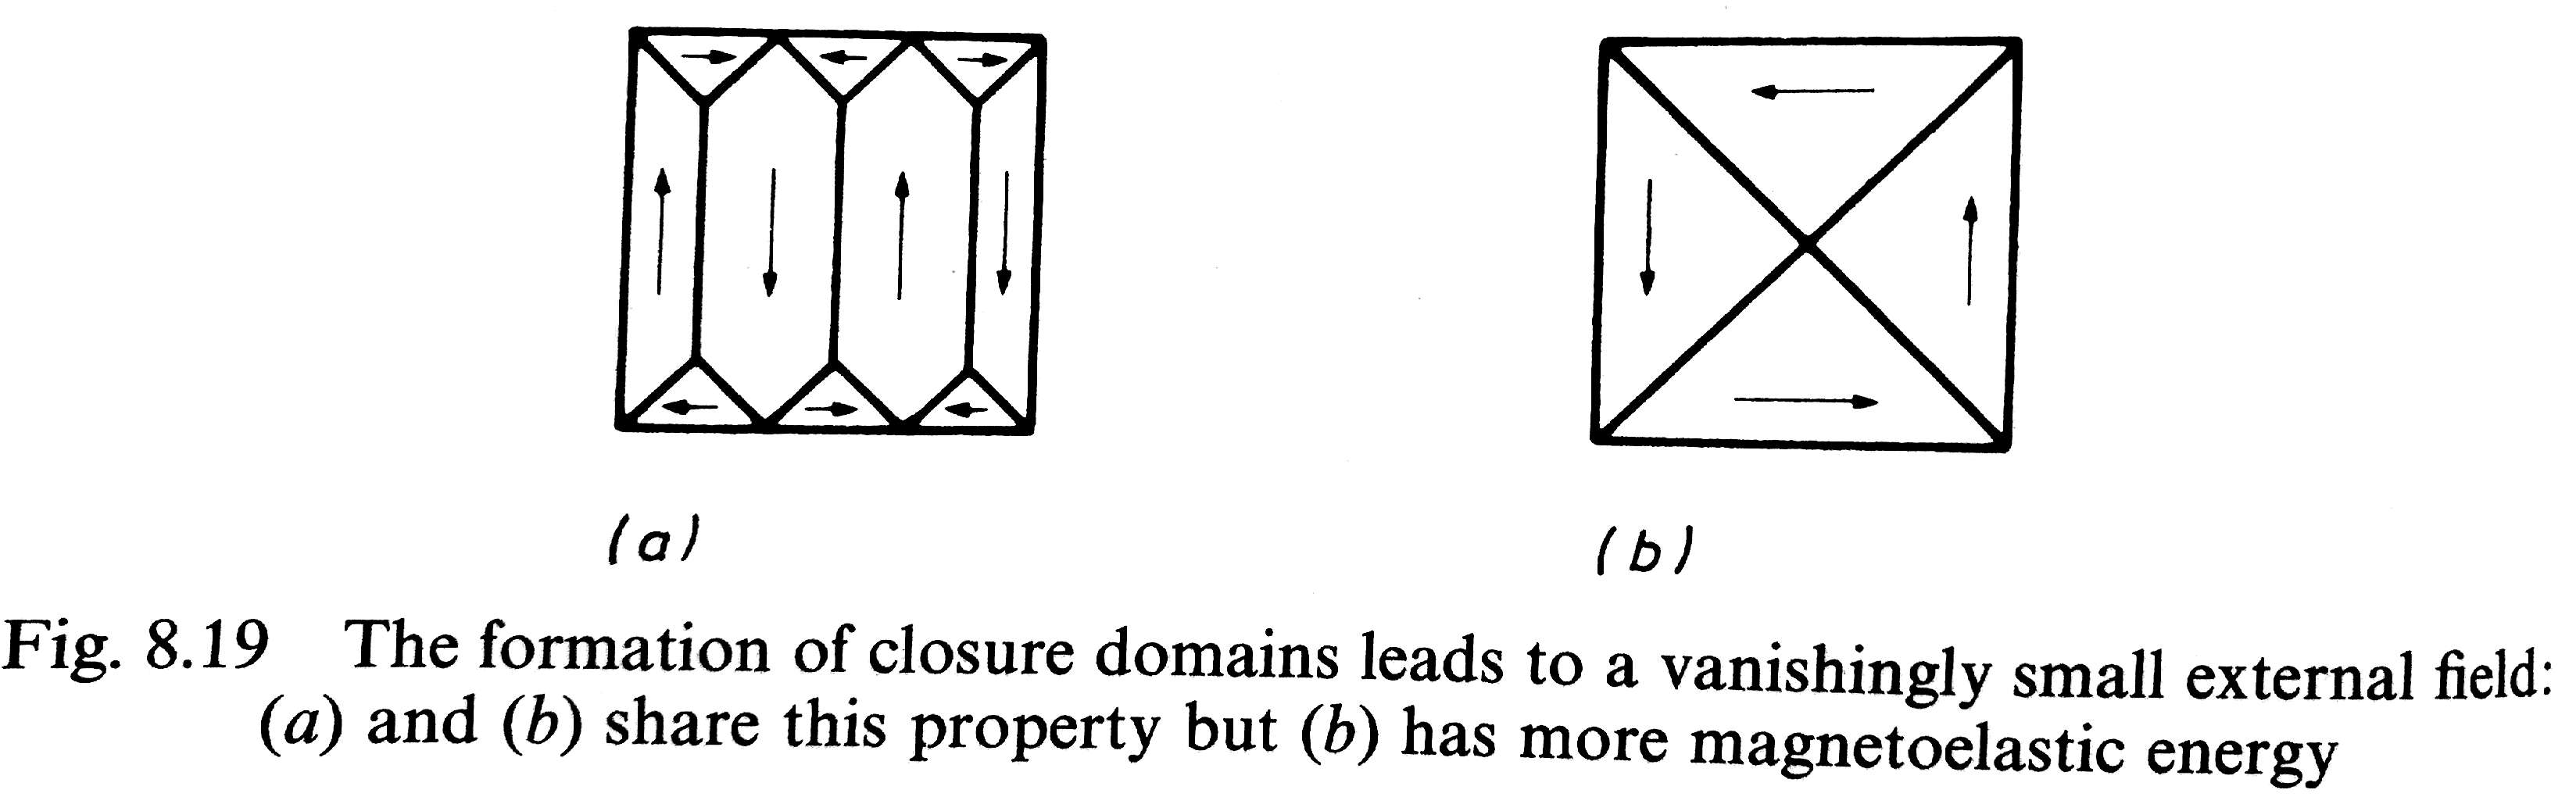 (a)
(b)
Fig. 8.19 The formation of closure domains leads to a vanishingly small external field:
(a) and (b) share this property but (b) has more magnetoelastic energy